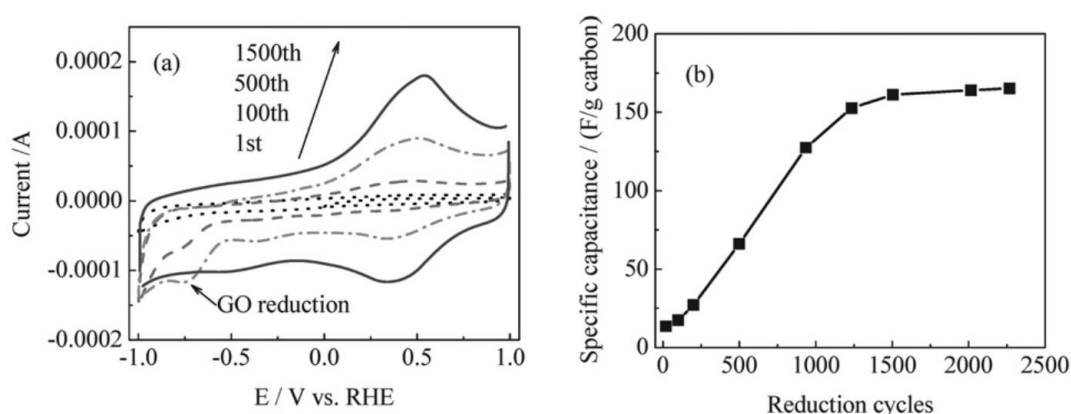 (a)
1500th
500th
100th
1st
0.0002
0.0001
0.0000
-0.0001
-0.0002
Current /A
GO reduction
-1.0 -0.5 0.0 0.5 1.0
E / V vs. RHE
(b)
200
150
100
50
0
Specific capacitance / (F/g carbon)
0 500 1000 1500 2000 2500
Reduction cycles